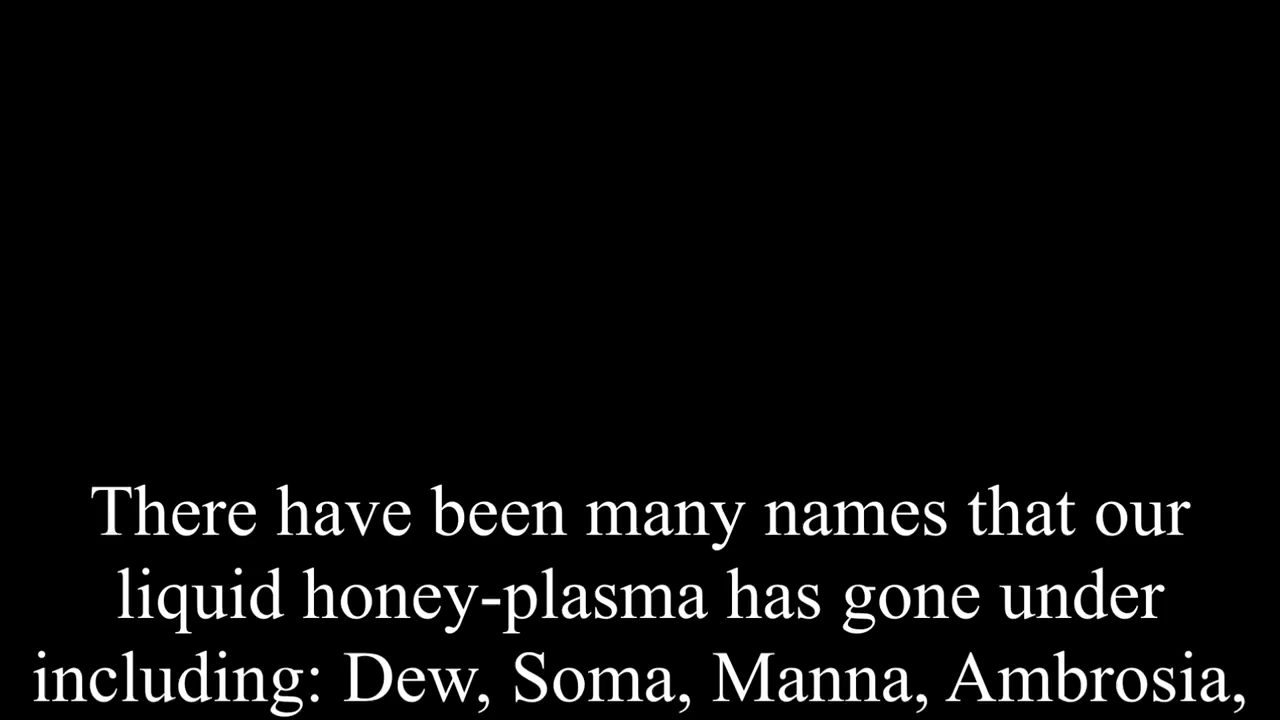 There have been many names that our
liquid honey-plasma has gone under
including: Dew, Soma, Manna, Ambrosia,